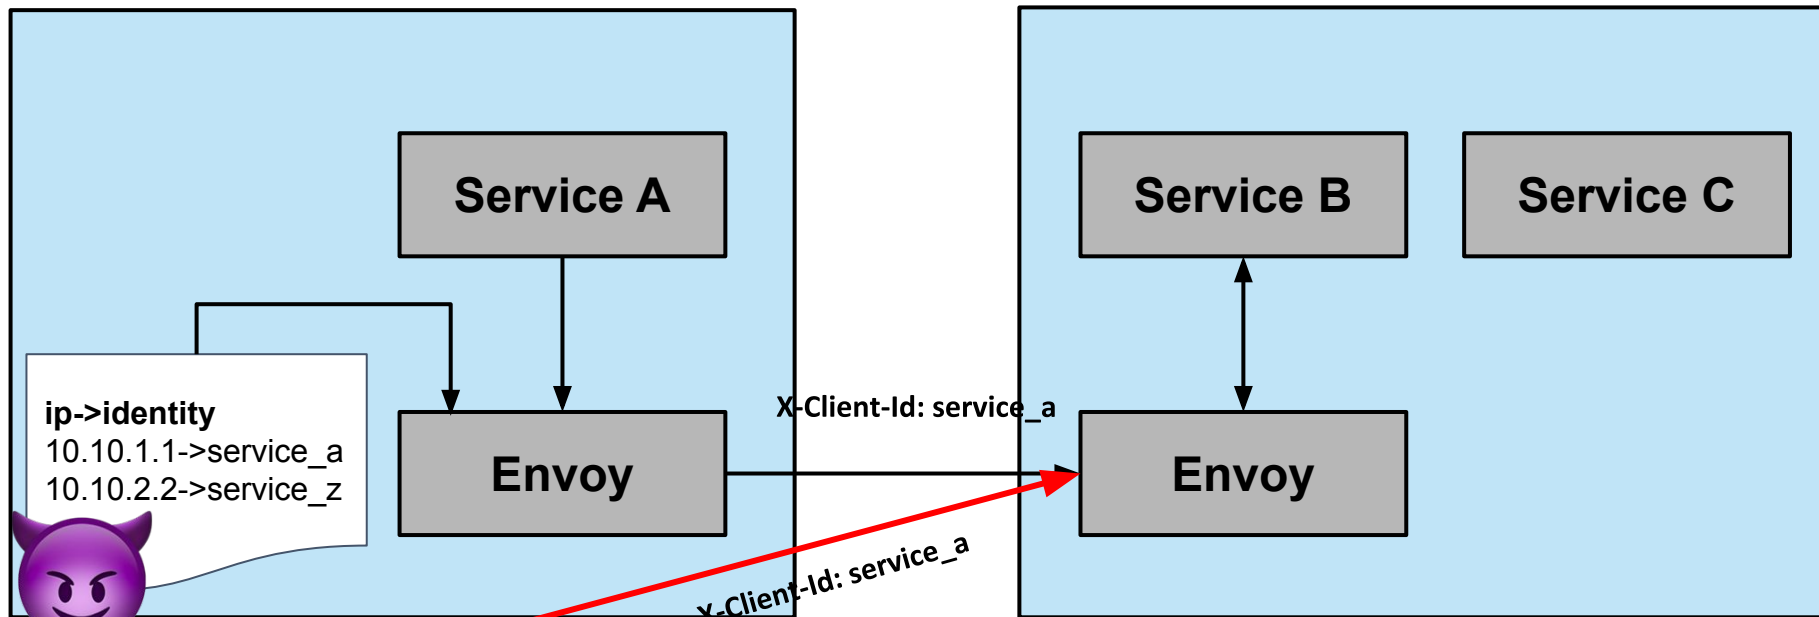 Service A
Service B
Service C
ip->identity
10.10.1.1->service_a
10.10.2.2->service_z
X-Client-Id: service_a
Envoy
Envoy
X-Client-Id: service_a